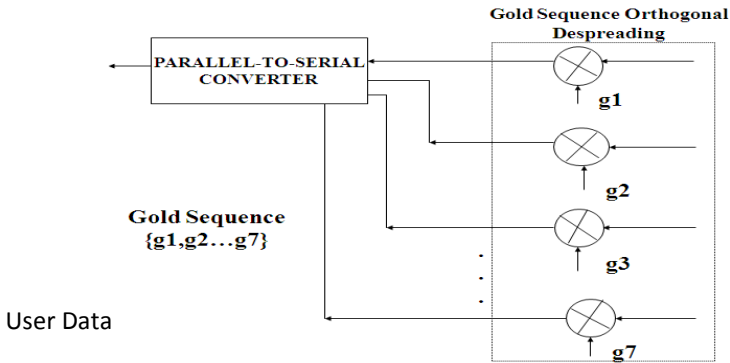 Gold Sequence Orthogonal
Despreading
PARALLEL-TO-SERIAL
CONVERTER
g1
g2
Gold Sequence
{g1,g2...g7}
g3
User Data
g7